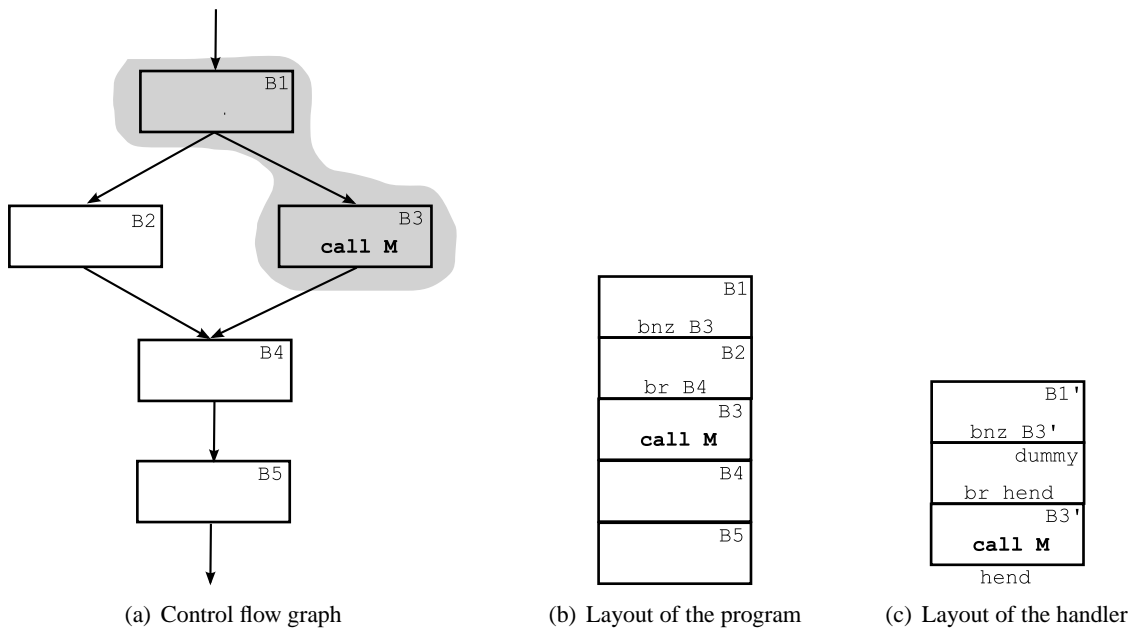 B1
B2
B3
call M
B4
B5
(a) Control flow graph
B1
bnz B3
B2
br B4
B3
call M
B4
B5
(b) Layout of the program
B1'
bnz B3'
dummy
br hend
B3'
call M
hend
(c) Layout of the handler